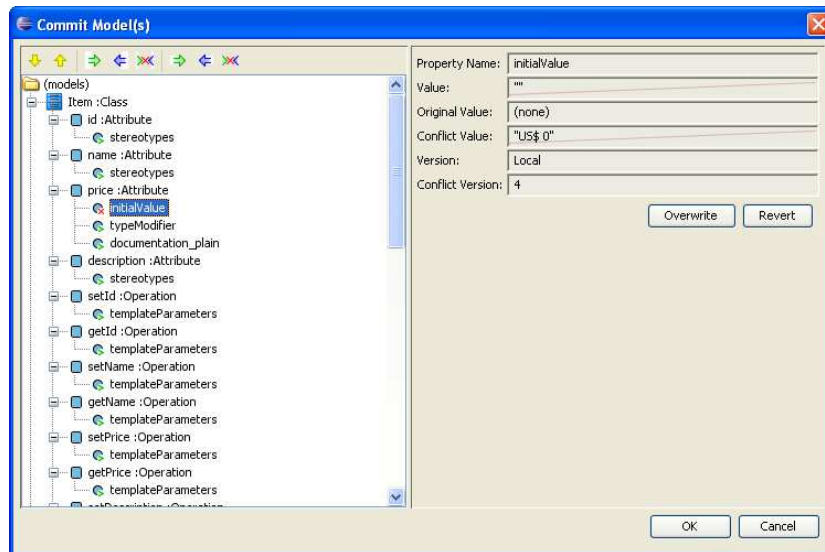 Commit Model(s)
(models)
Item :Class
id :Attribute
stereotypes
name :Attribute
stereotypes
price :Attribute
initialValue
typeModifier
documentation_plain
description :Attribute
stereotypes
setId :Operation
templateParameters
getId :Operation
templateParameters
setName :Operation
templateParameters
getName :Operation
templateParameters
setPrice :Operation
templateParameters
getPrice :Operation
templateParameters
setDescription :Operation
Property Name: initialValue
Value: ""
Original Value: (none)
Conflict Value: "US$ 0"
Version: Local
Conflict Version: 4
Overwrite Revert
OK Cancel